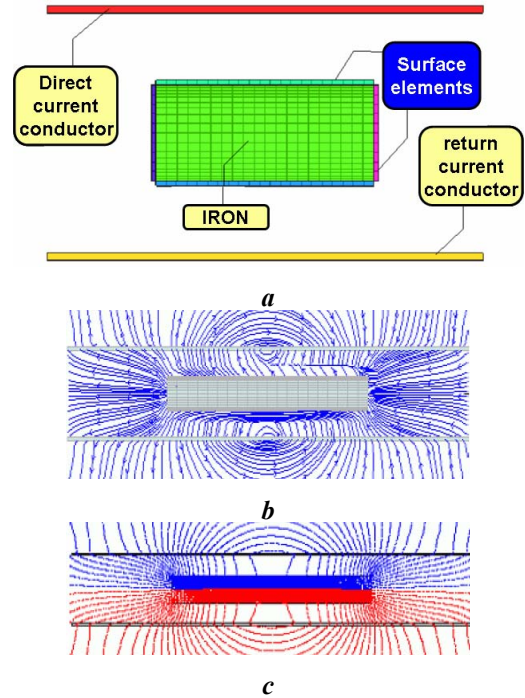 Direct
current
conductor
Surface
elements
return
current
conductor
IRON
a
b
c